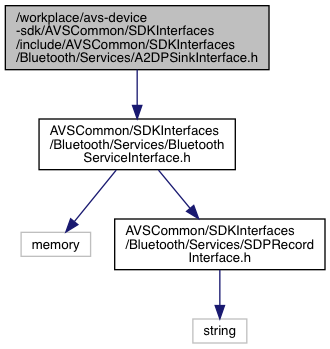 /workplace/avs-device
-sdk/AVSCommon/SDKInterfaces
/include/AVSCommon/SDKInterfaces
/Bluetooth/Services/A2DPSinkInterface.h
AVSCommon/SDKInterfaces
/Bluetooth/Services/Bluetooth
ServiceInterface.h
memory
AVSCommon/SDKInterfaces
/Bluetooth/Services/SDPRecord
Interface.h
string